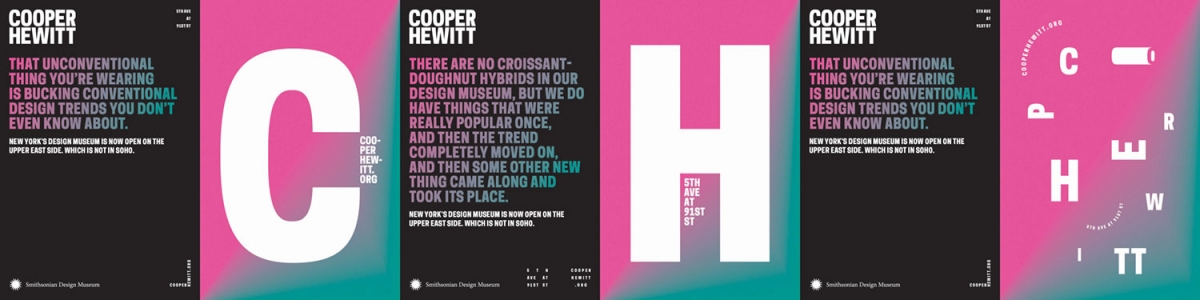 COOPER
HEWITT
5TH AVE
AT
91ST ST
THAT UNCONVENTIONAL
THING YOU'RE WEARING
IS BUCKING CONVENTIONAL
DESIGN TRENDS YOU DON'T
EVEN KNOW ABOUT.
NEW YORK'S DESIGN MUSEUM IS NOW OPEN ON THE
UPPER EAST SIDE. WHICH IS NOT IN SOHO.
Smithsonian Design Museum
COOPER
HEWITT.ORG
C
COO-
PER
HEW-
ITT.
ORG
COOPER
HEWITT
THERE ARE NO CROISSANT-
DOUGHNUT HYBRIDS IN OUR
DESIGN MUSEUM, BUT WE DO
HAVE THINGS THAT WERE
REALLY POPULAR ONCE,
AND THEN THE TREND
COMPLETELY MOVED ON,
AND THEN SOME OTHER NEW
THING CAME ALONG AND
TOOK ITS PLACE.
NEW YORK'S DESIGN MUSEUM IS NOW OPEN ON THE
UPPER EAST SIDE. WHICH IS NOT IN SOHO.
Smithsonian Design Museum
5TH
AVE AT
91ST ST
COOPER
HEWITT
.ORG
H
5TH
AVE
AT
91ST
ST
COOPER
HEWITT
5TH AVE
AT
91ST ST
THAT UNCONVENTIONAL
THING YOU'RE WEARING
IS BUCKING CONVENTIONAL
DESIGN TRENDS YOU DON'T
EVEN KNOW ABOUT.
NEW YORK'S DESIGN MUSEUM IS NOW OPEN ON THE
UPPER EAST SIDE. WHICH IS NOT IN SOHO.
Smithsonian Design Museum
COOPER
HEWITT.ORG
COOPERHEWITT.ORG
C O
P
R
E
H
W
5TH AVE AT 91ST ST
I
TT